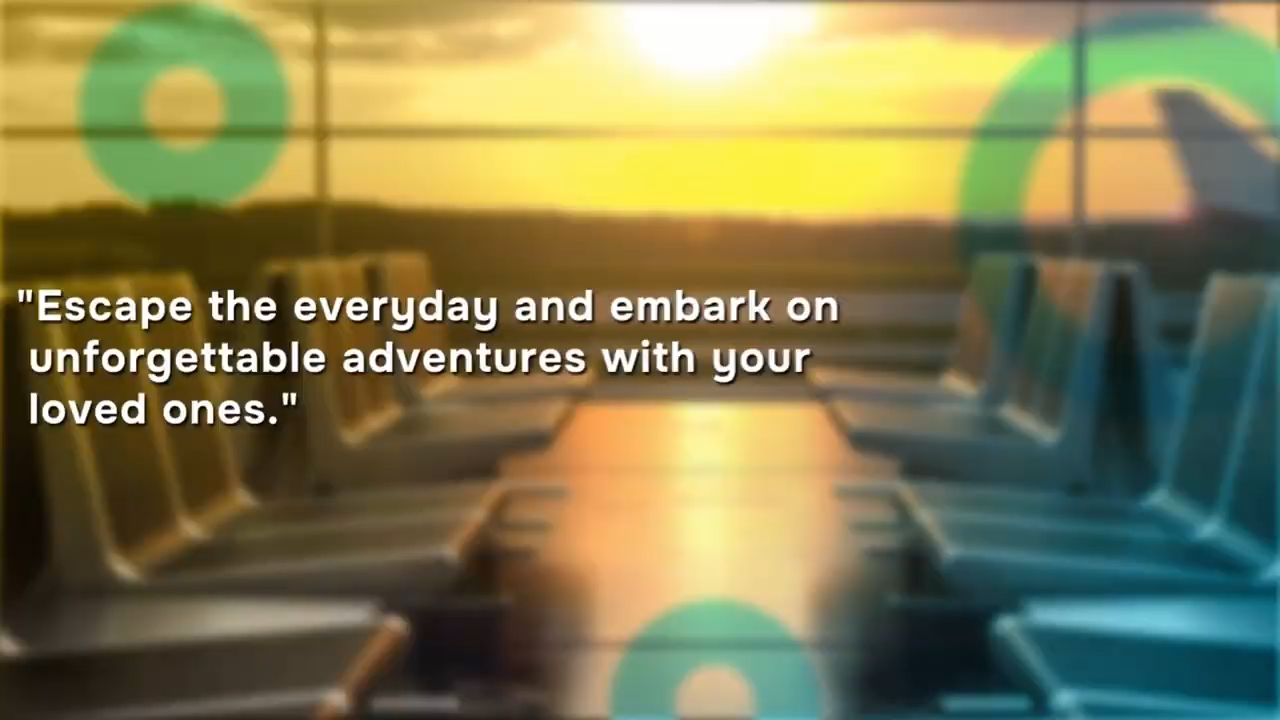 "Escape the everyday and embark on
unforgettable adventures with your
loved ones."